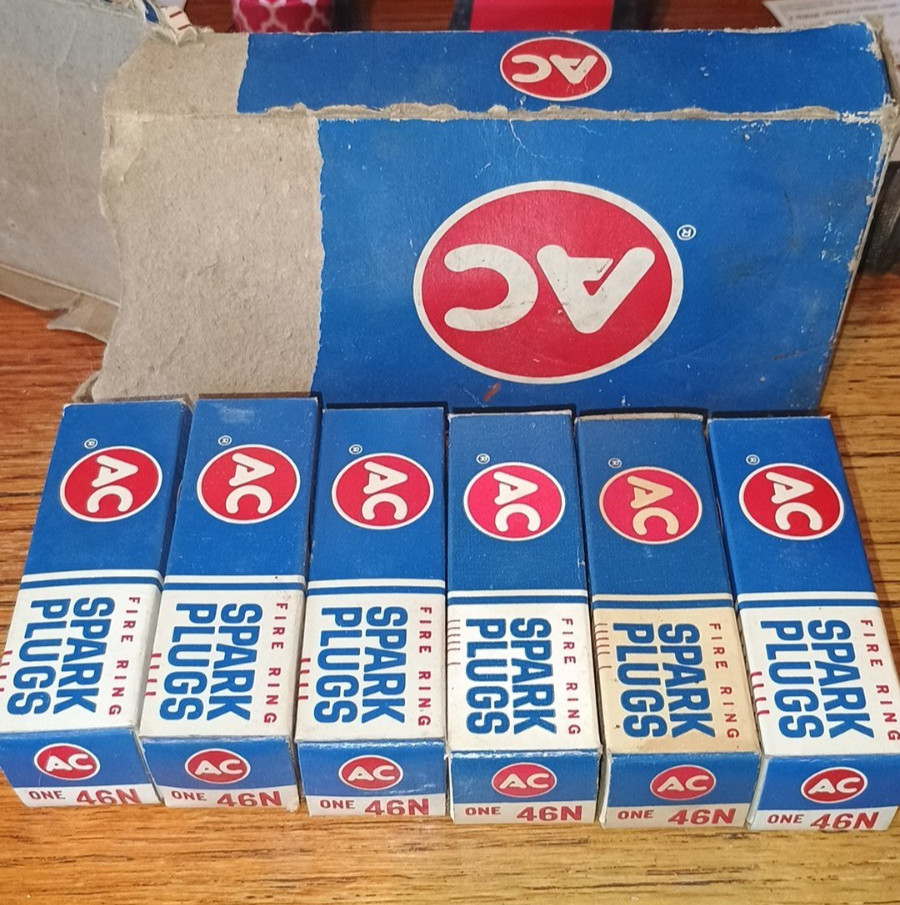 AC
AC
®
®
AC
FIRE RING
SPARK
PLUGS
AC
ONE 46N
®
AC
FIRE RING
SPARK
PLUGS
AC
ONE 46N
®
AC
FIRE RING
SPARK
PLUGS
AC
ONE 46N
®
AC
FIRE RING
SPARK
PLUGS
AC
ONE 46N
®
AC
FIRE RING
SPARK
PLUGS
AC
ONE 46N
®
AC
FIRE RING
SPARK
PLUGS
AC
ONE 46N